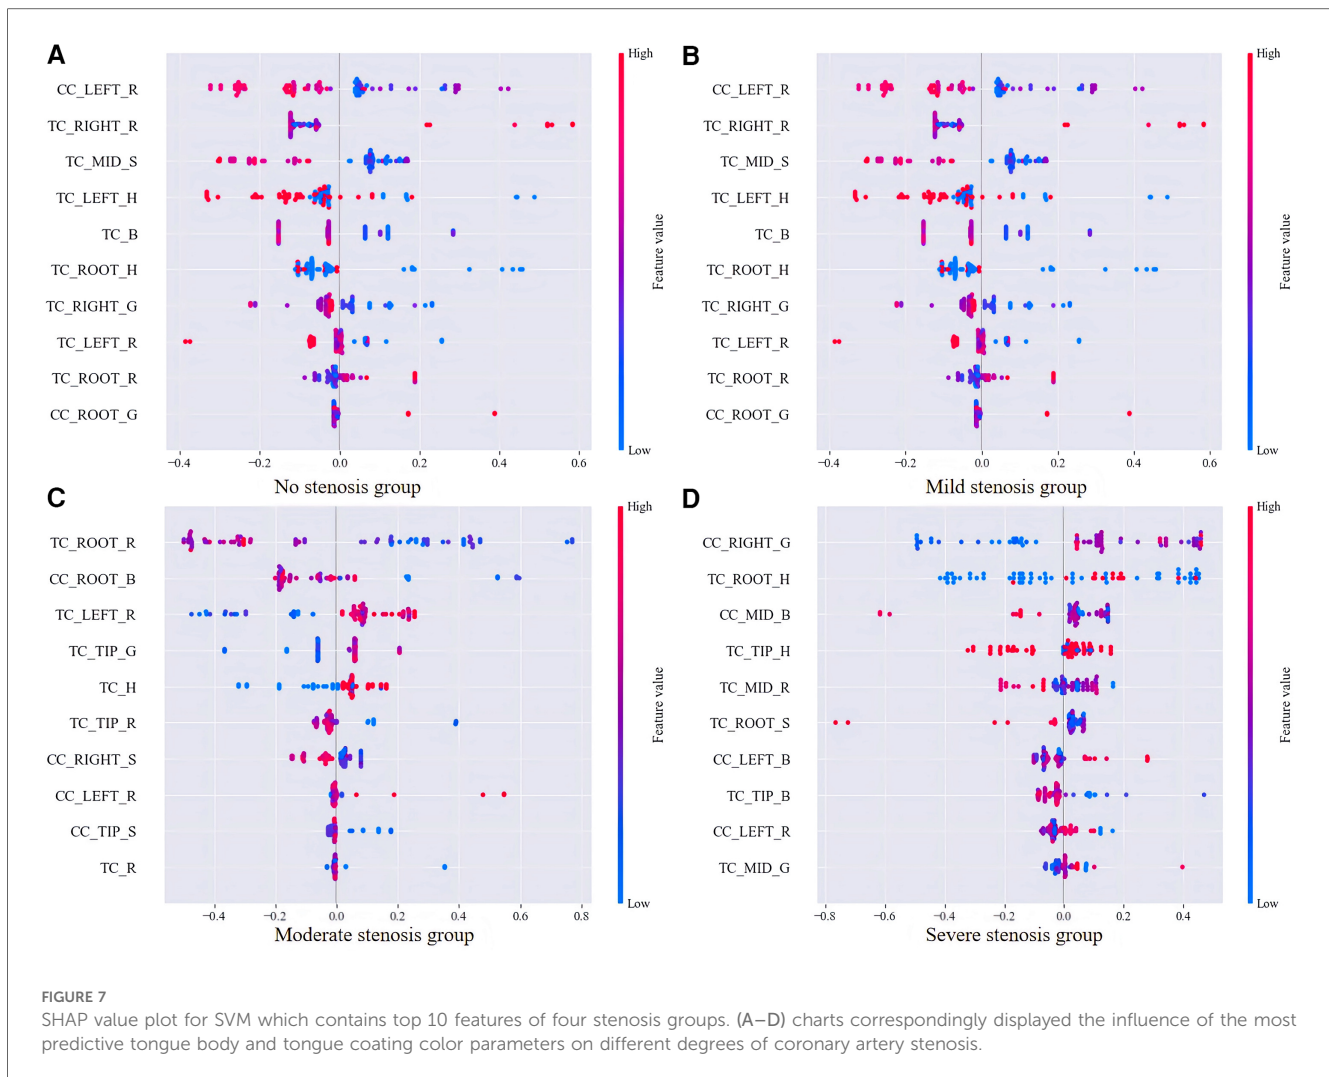 A
High
CC_LEFT_R
TC_RIGHT_R
TC_MID_S
TC_LEFT_H
TC_B
TC_ROOT_H
TC_RIGHT_G
TC_LEFT_R
TC_ROOT_R
CC_ROOT_G
Feature value
Low
−0.4 −0.2 0.0 0.2 0.4 0.6
No stenosis group
B
High
CC_LEFT_R
TC_RIGHT_R
TC_MID_S
TC_LEFT_H
TC_B
TC_ROOT_H
TC_RIGHT_G
TC_LEFT_R
TC_ROOT_R
CC_ROOT_G
Feature value
Low
−0.4 −0.2 0.0 0.2 0.4 0.6
Mild stenosis group
C
High
TC_ROOT_R
CC_ROOT_B
TC_LEFT_R
TC_TIP_G
TC_H
TC_TIP_R
CC_RIGHT_S
CC_LEFT_R
CC_TIP_S
TC_R
Feature value
Low
−0.4 −0.2 0.0 0.2 0.4 0.6 0.8
Moderate stenosis group
D
High
CC_RIGHT_G
TC_ROOT_H
CC_MID_B
TC_TIP_H
TC_MID_R
TC_ROOT_S
CC_LEFT_B
TC_TIP_B
CC_LEFT_R
TC_MID_G
Feature value
Low
−0.8 −0.6 −0.4 −0.2 0.0 0.2 0.4
Severe stenosis group
FIGURE 7
SHAP value plot for SVM which contains top 10 features of four stenosis groups. (A–D) charts correspondingly displayed the influence of the most
predictive tongue body and tongue coating color parameters on different degrees of coronary artery stenosis.